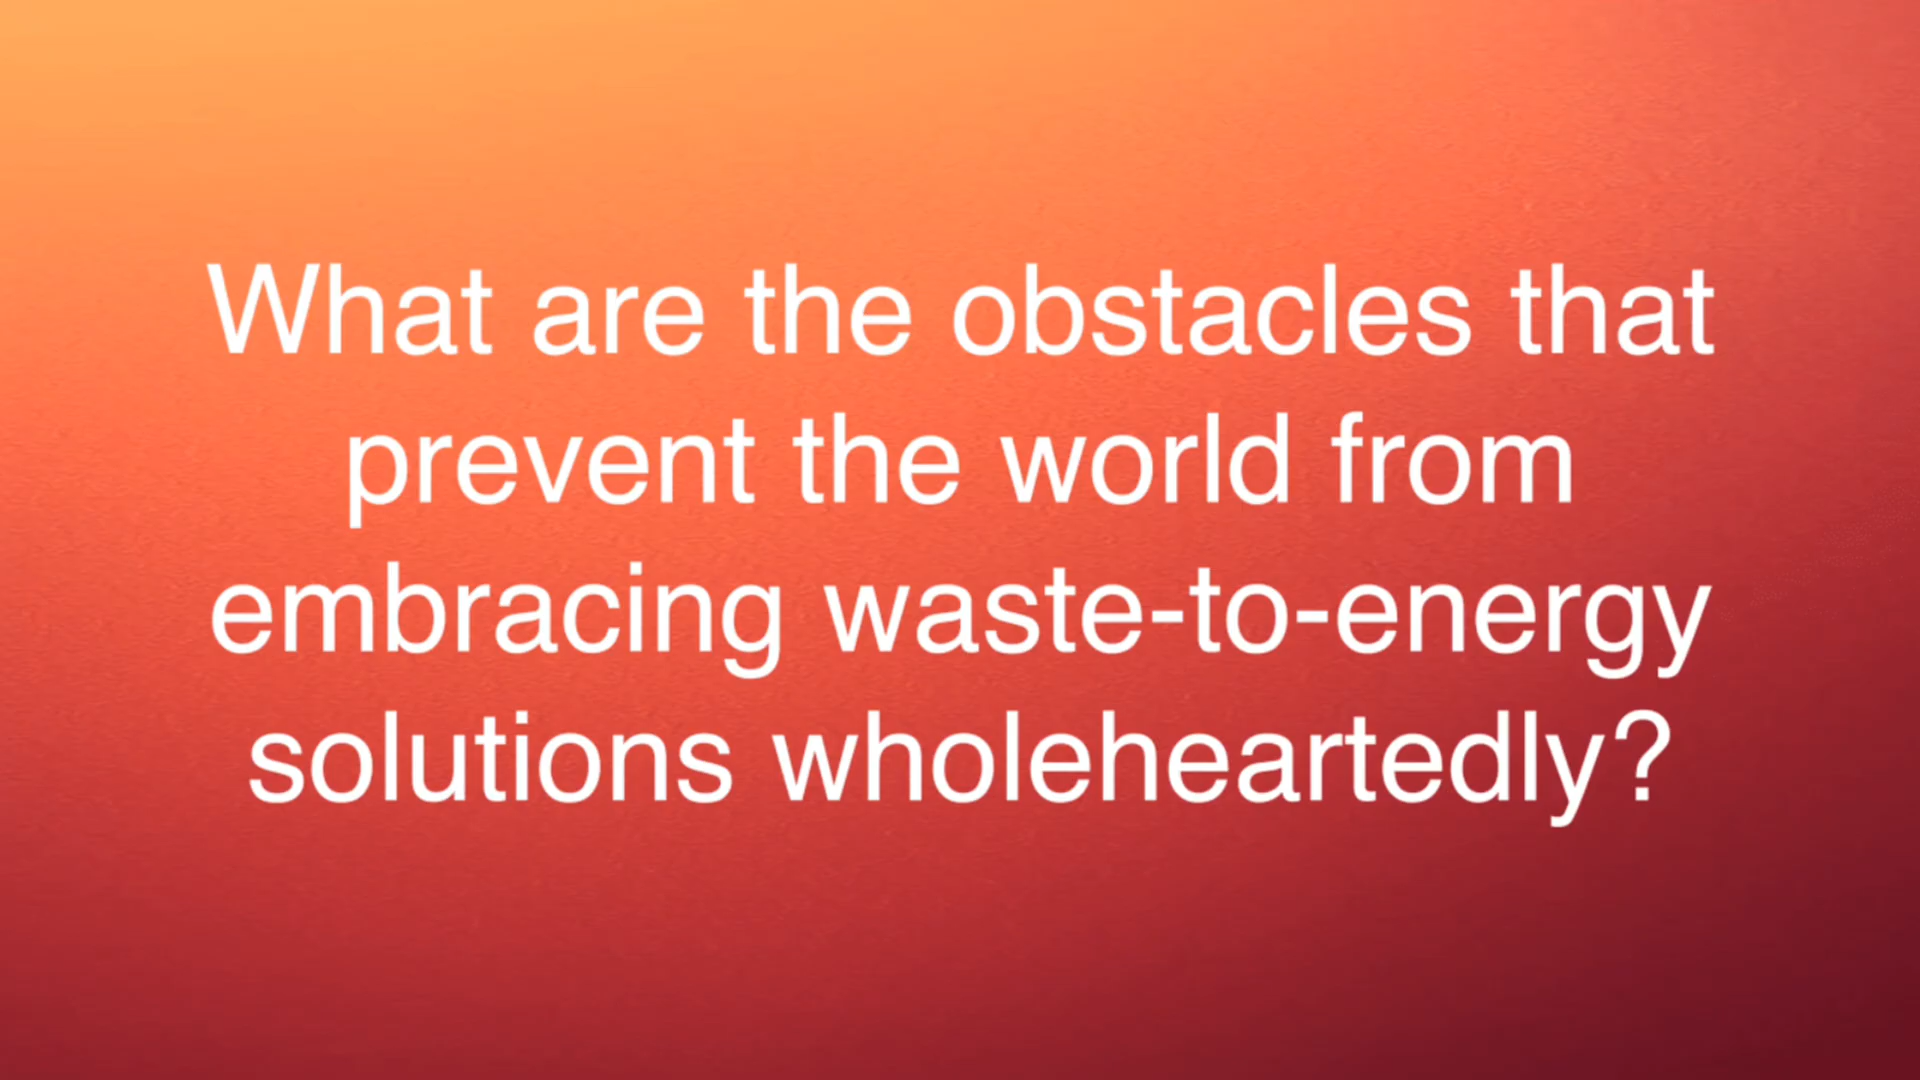 What are the obstacles that
prevent the world from
embracing waste-to-energy
solutions wholeheartedly?